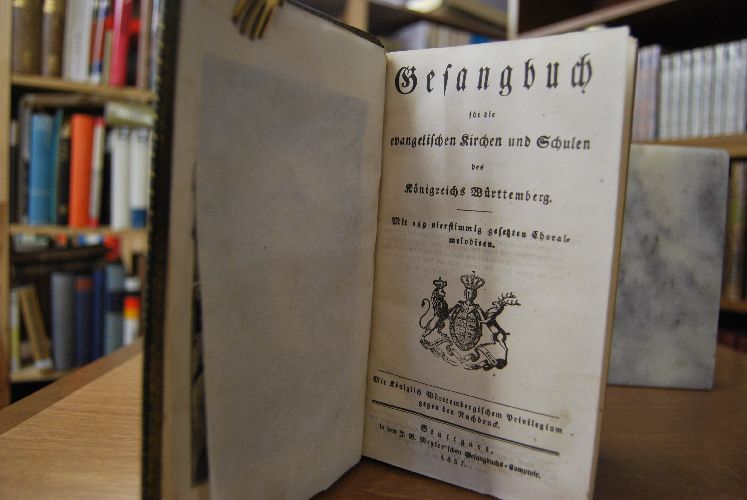 Gesangbuch
für die
evangelischen Kirchen und Schulen
des
Königreichs Württemberg.
Mit 149 vierstimmig gesetzten Choral-
melodieen.
Mit Königlich Württembergischem Privilegium
gegen den Nachdruck.
Stuttgart,
in dem J. B. Metzler'schen Gesangbuchs-Comptoir.